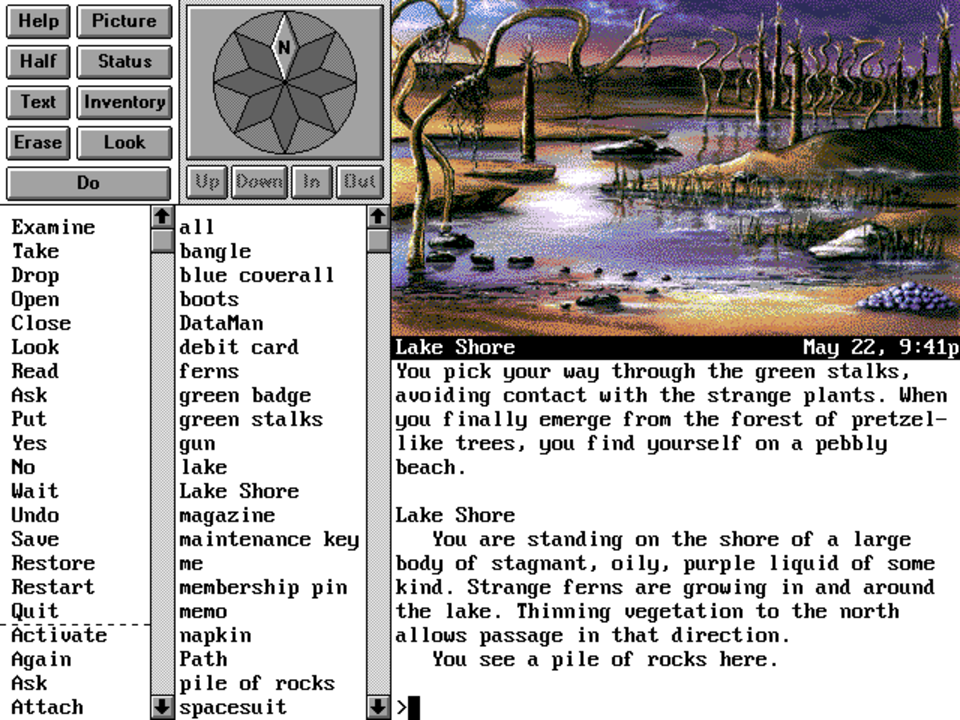 Help Picture
Half Status
Text Inventory
Erase Look
Do
N
Up Down In Out
Examine
Take
Drop
Open
Close
Look
Read
Ask
Put
Yes
No
Wait
Undo
Save
Restore
Restart
Quit
Activate
Again
Ask
Attach
all
bangle
blue coverall
boots
DataMan
debit card
ferns
green badge
green stalks
gun
lake
Lake Shore
magazine
maintenance key
me
membership pin
memo
napkin
Path
pile of rocks
spacesuit
Lake Shore May 22, 9:41p
You pick your way through the green stalks,
avoiding contact with the strange plants. When
you finally emerge from the forest of pretzel-
like trees, you find yourself on a pebbly
beach.
Lake Shore
You are standing on the shore of a large
body of stagnant, oily, purple liquid of some
kind. Strange ferns are growing in and around
the lake. Thinning vegetation to the north
allows passage in that direction.
You see a pile of rocks here.
>